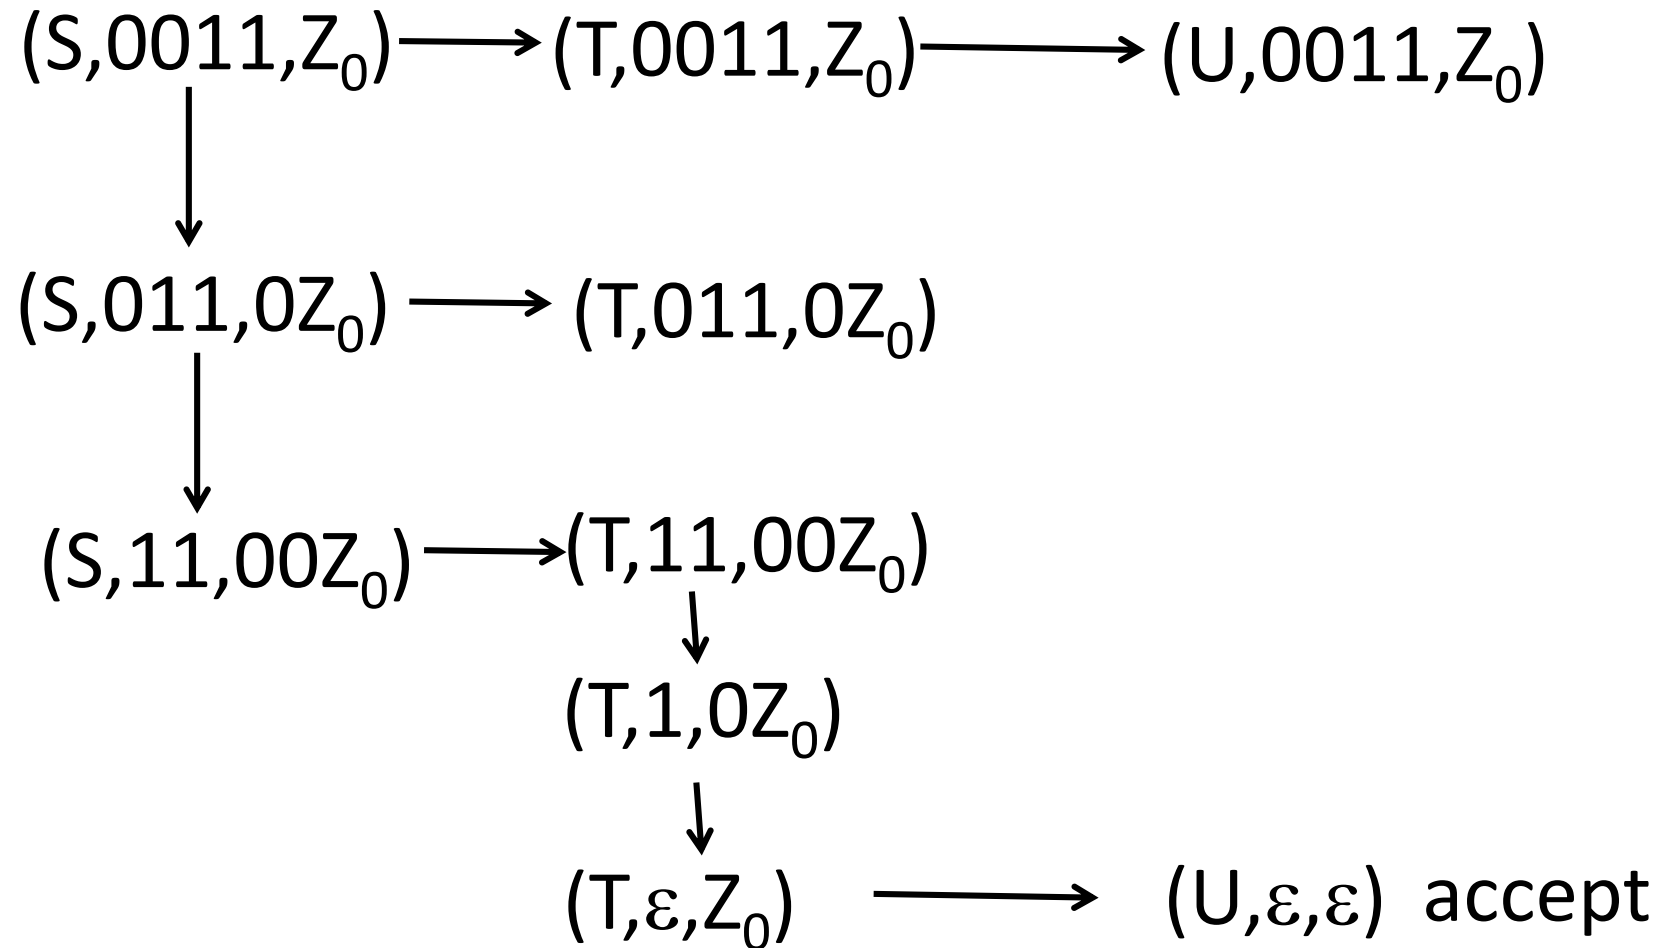 (S,0011,Z₀) (T,0011,Z₀) (U,0011,Z₀)
(S,011,0Z₀) (T,011,0Z₀)
(S,11,00Z₀) (T,11,00Z₀)
(T,1,0Z₀)
(T,ε,Z₀) (U,ε,ε) accept